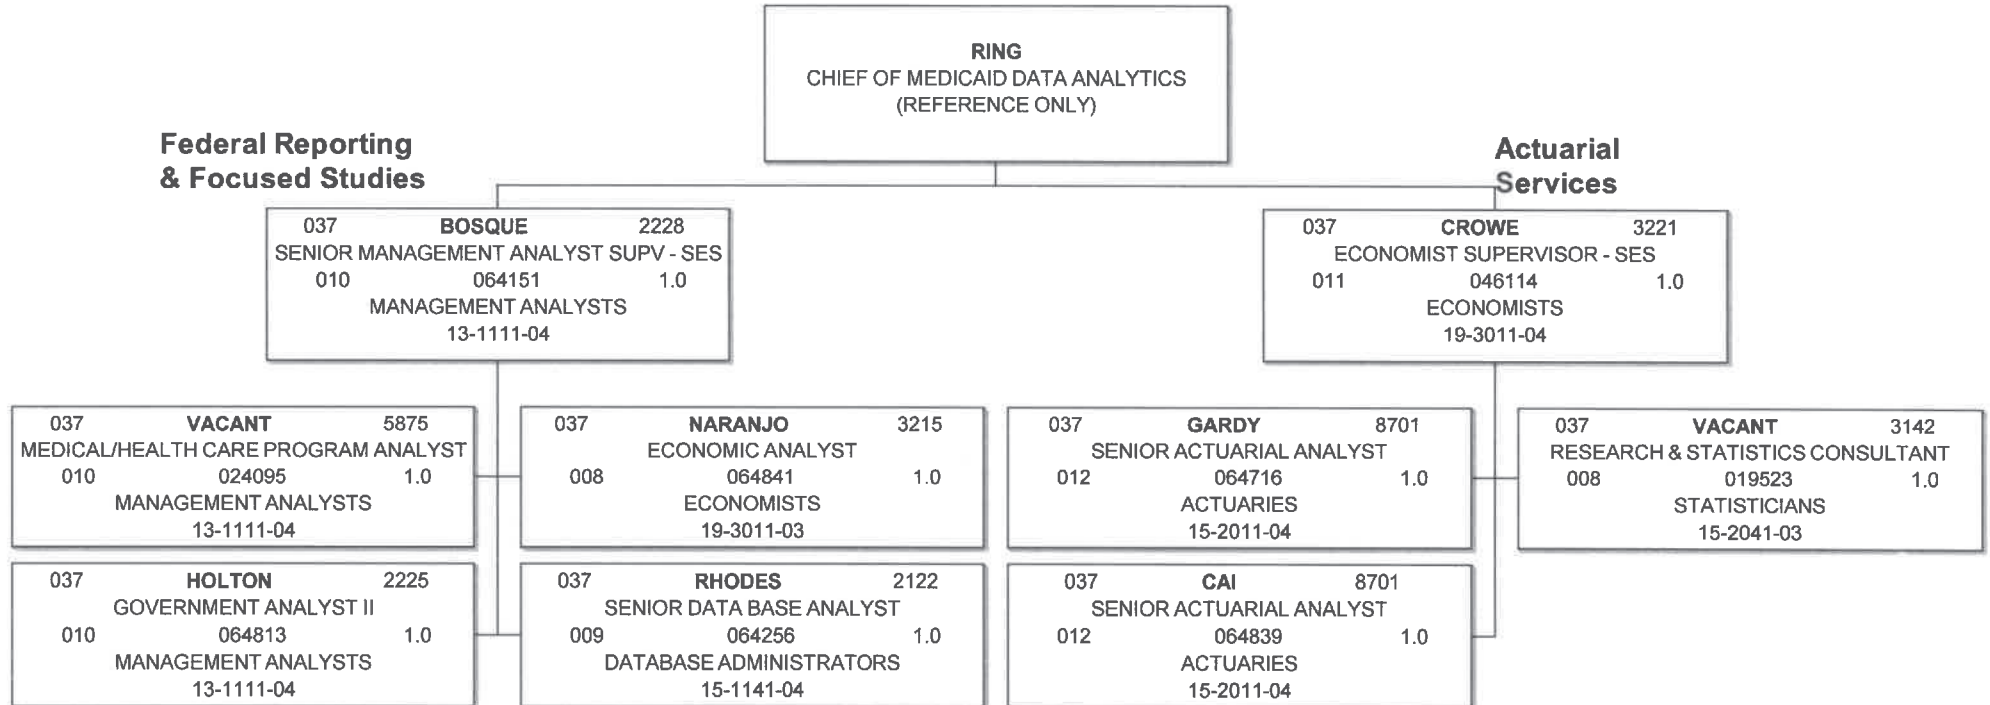 RING
CHIEF OF MEDICAID DATA ANALYTICS
(REFERENCE ONLY)
Federal Reporting
& Focused Studies
Actuarial
Services
037 BOSQUE 2228
SENIOR MANAGEMENT ANALYST SUPV - SES
010 064151 1.0
MANAGEMENT ANALYSTS
13-1111-04
037 CROWE 3221
ECONOMIST SUPERVISOR - SES
011 046114 1.0
ECONOMISTS
19-3011-04
037 VACANT 5875
MEDICAL/HEALTH CARE PROGRAM ANALYST
010 024095 1.0
MANAGEMENT ANALYSTS
13-1111-04
037 NARANJO 3215
ECONOMIC ANALYST
008 064841 1.0
ECONOMISTS
19-3011-03
037 GARDY 8701
SENIOR ACTUARIAL ANALYST
012 064716 1.0
ACTUARIES
15-2011-04
037 VACANT 3142
RESEARCH & STATISTICS CONSULTANT
008 019523 1.0
STATISTICIANS
15-2041-03
037 HOLTON 2225
GOVERNMENT ANALYST II
010 064813 1.0
MANAGEMENT ANALYSTS
13-1111-04
037 RHODES 2122
SENIOR DATA BASE ANALYST
009 064256 1.0
DATABASE ADMINISTRATORS
15-1141-04
037 CAI 8701
SENIOR ACTUARIAL ANALYST
012 064839 1.0
ACTUARIES
15-2011-04